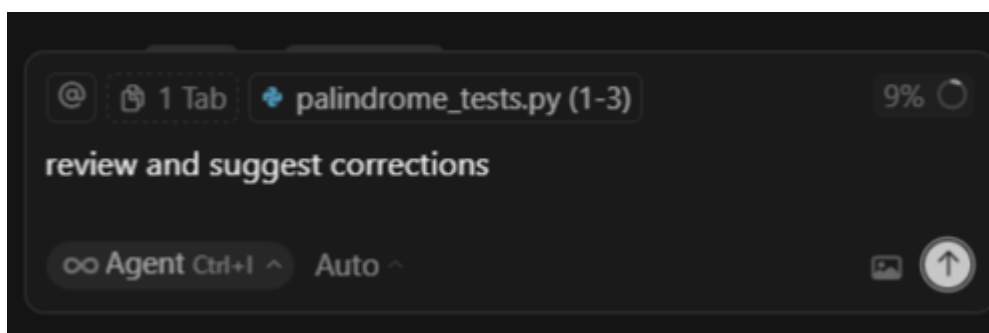 @ 1 Tab palindrome_tests.py (1-3) 9%
review and suggest corrections
Agent Ctrl+I Auto